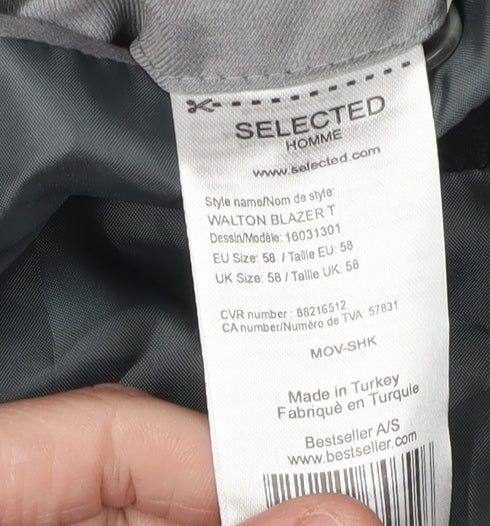 SELECTED
HOMME
www.selected.com
Style name/Nom de style:
WALTON BLAZER T
Dessin/Modèle: 16031301
EU Size: 58 / Taille EU: 58
UK Size: 58 / Taille UK: 58
CVR number : 88216512
CA number/Numéro de TVA: 57831
MOV-SHK
Made in Turkey
Fabriquè en Turquie
Bestseller A/S
www.bestseller.com